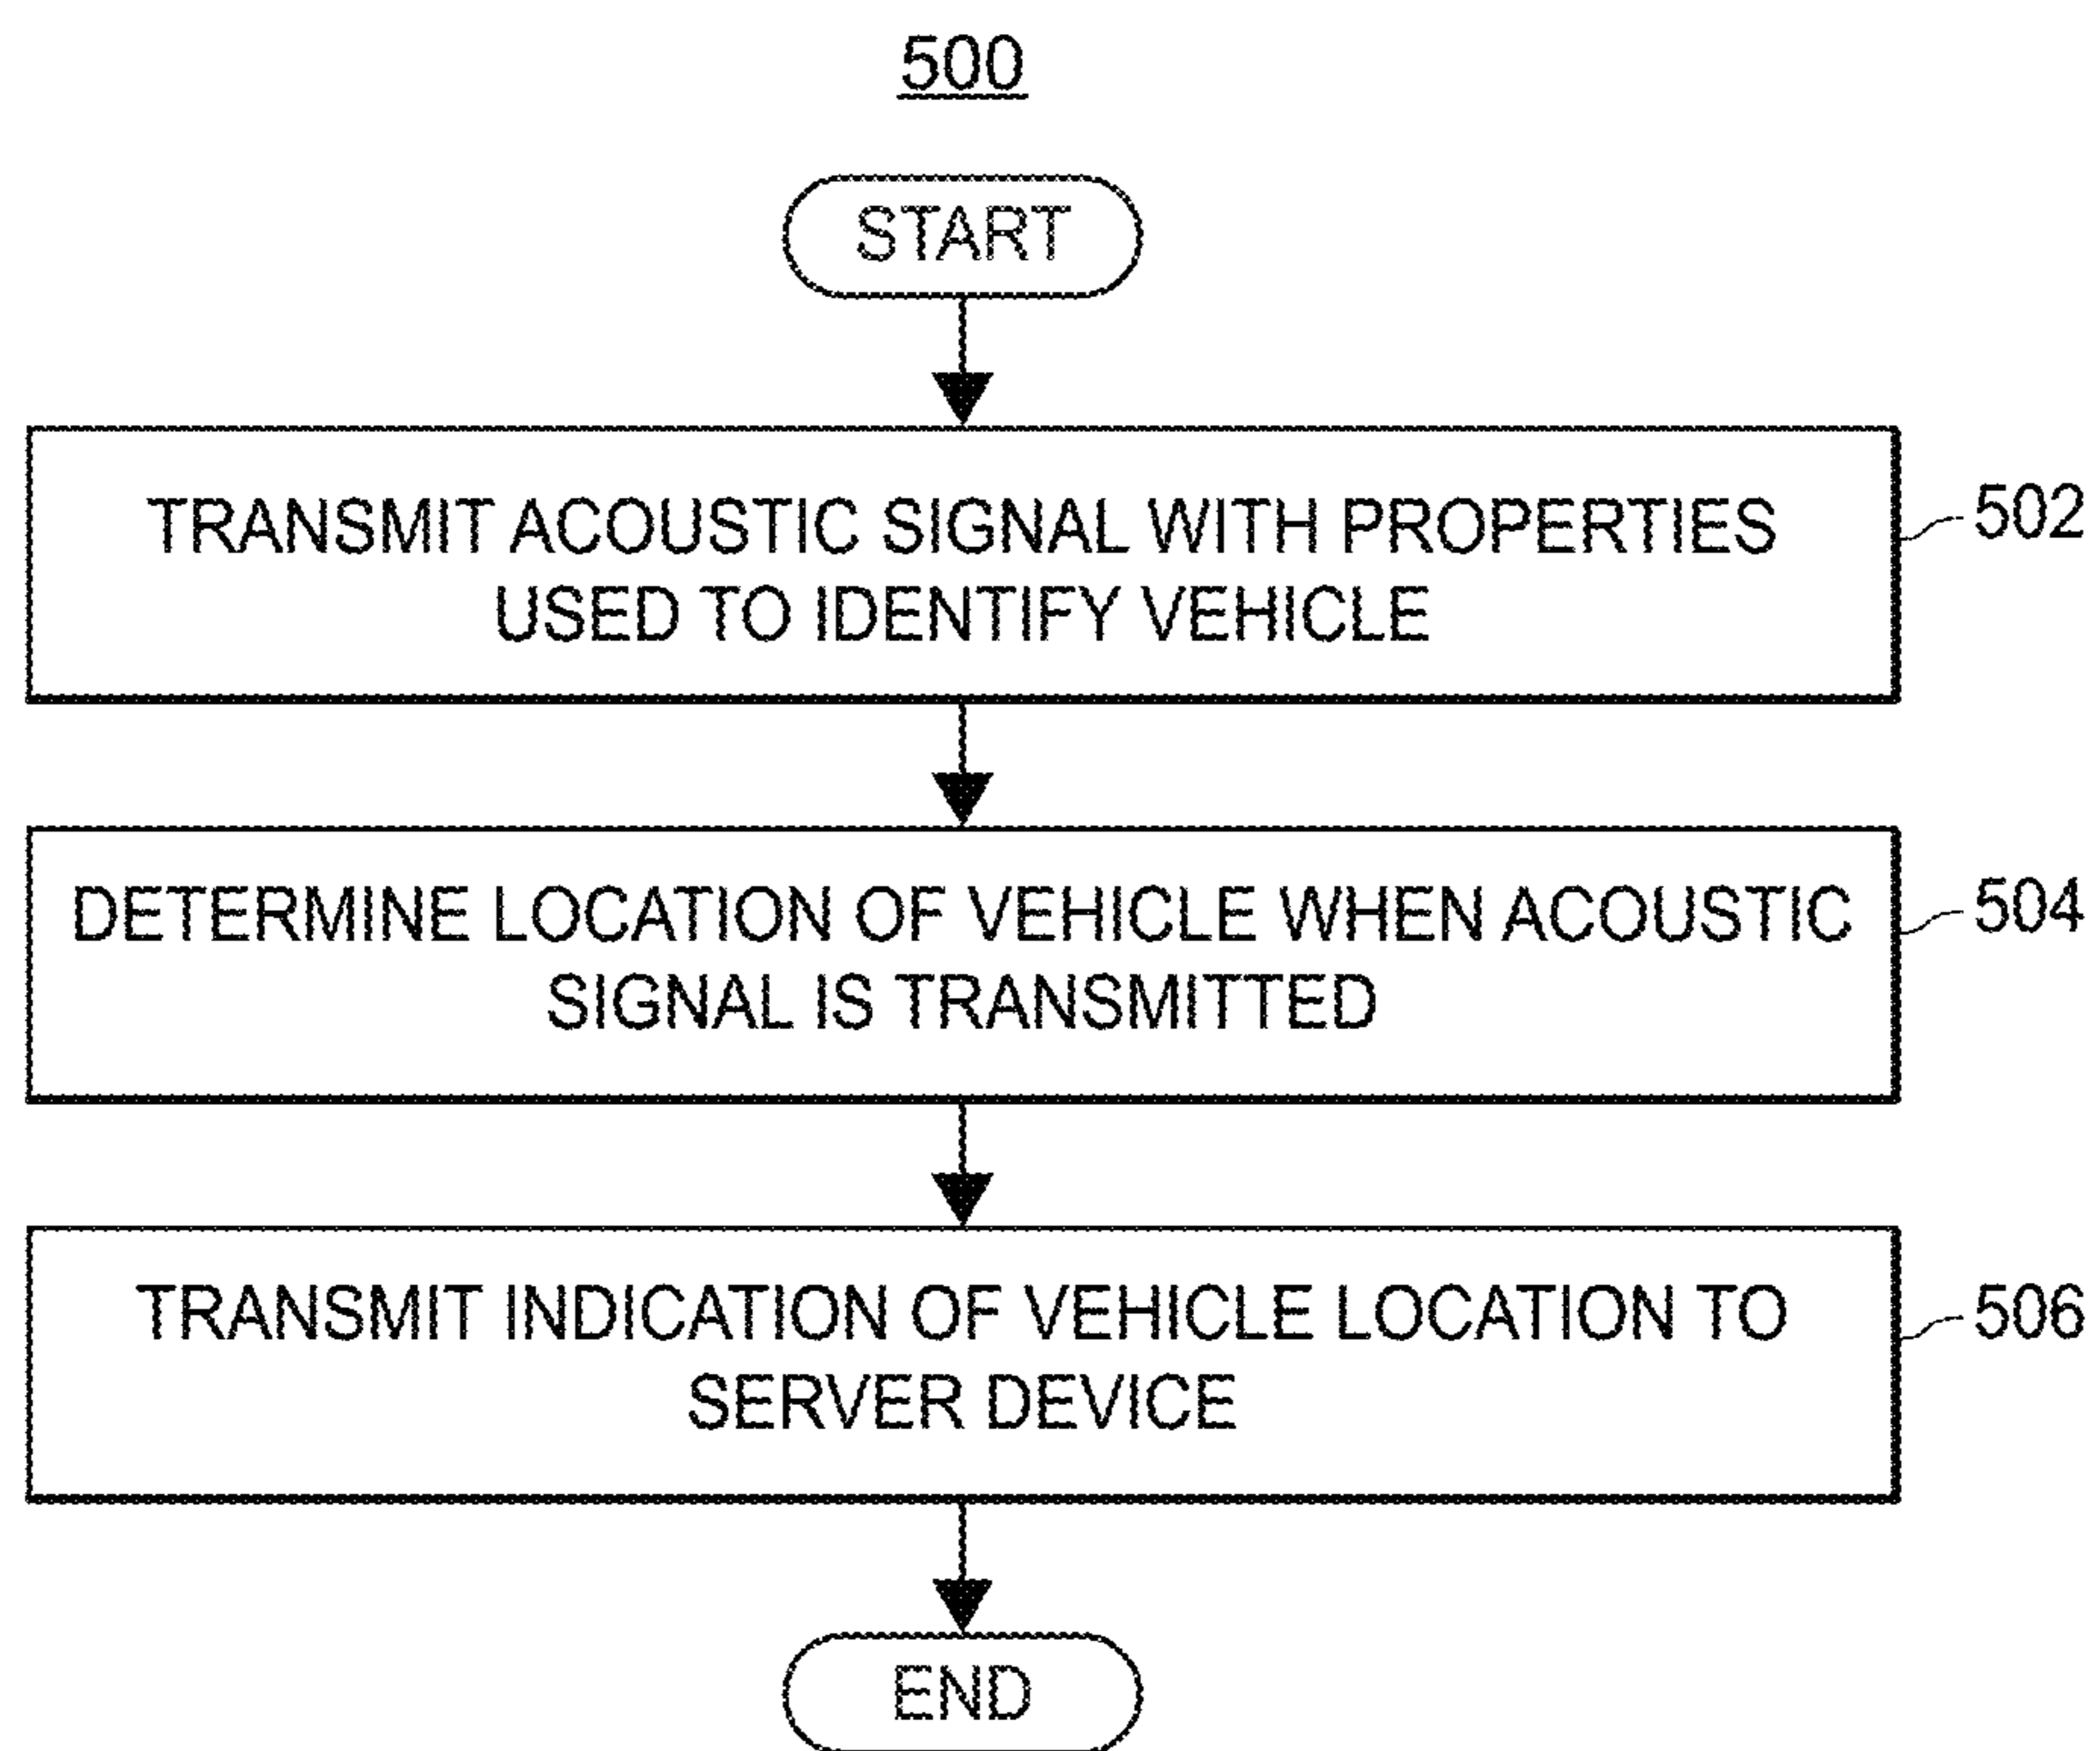 500
START
TRANSMIT ACOUSTIC SIGNAL WITH PROPERTIES
USED TO IDENTIFY VEHICLE
502
DETERMINE LOCATION OF VEHICLE WHEN ACOUSTIC
SIGNAL IS TRANSMITTED
504
TRANSMIT INDICATION OF VEHICLE LOCATION TO
SERVER DEVICE
506
END